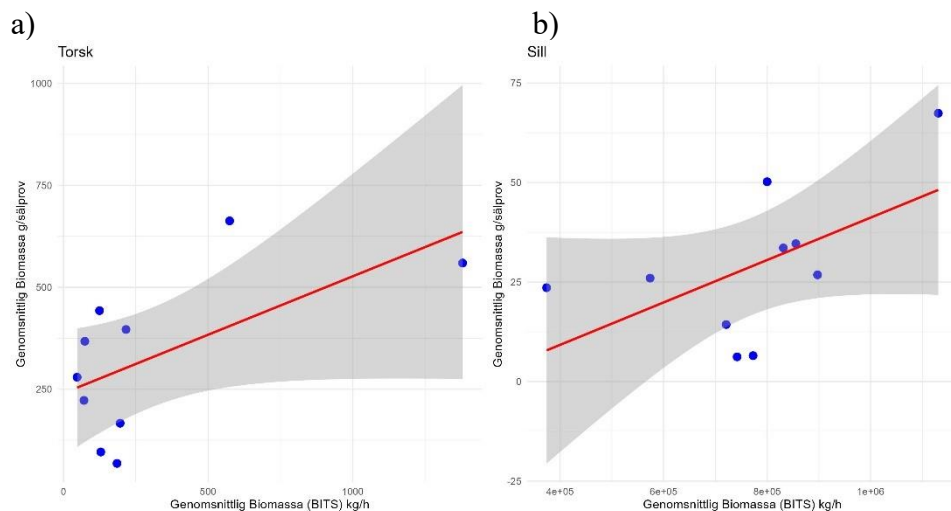 a)
Torsk
Genomsnittlig Biomassa g/sälprov
1000
750
500
250
0
500
1000
Genomsnittlig Biomassa (BITS) kg/h
b)
Sill
Genomsnittlig Biomassa g/sälprov
75
50
25
0
-25
4e+05
6e+05
8e+05
1e+06
Genomsnittlig Biomassa (BITS) kg/h